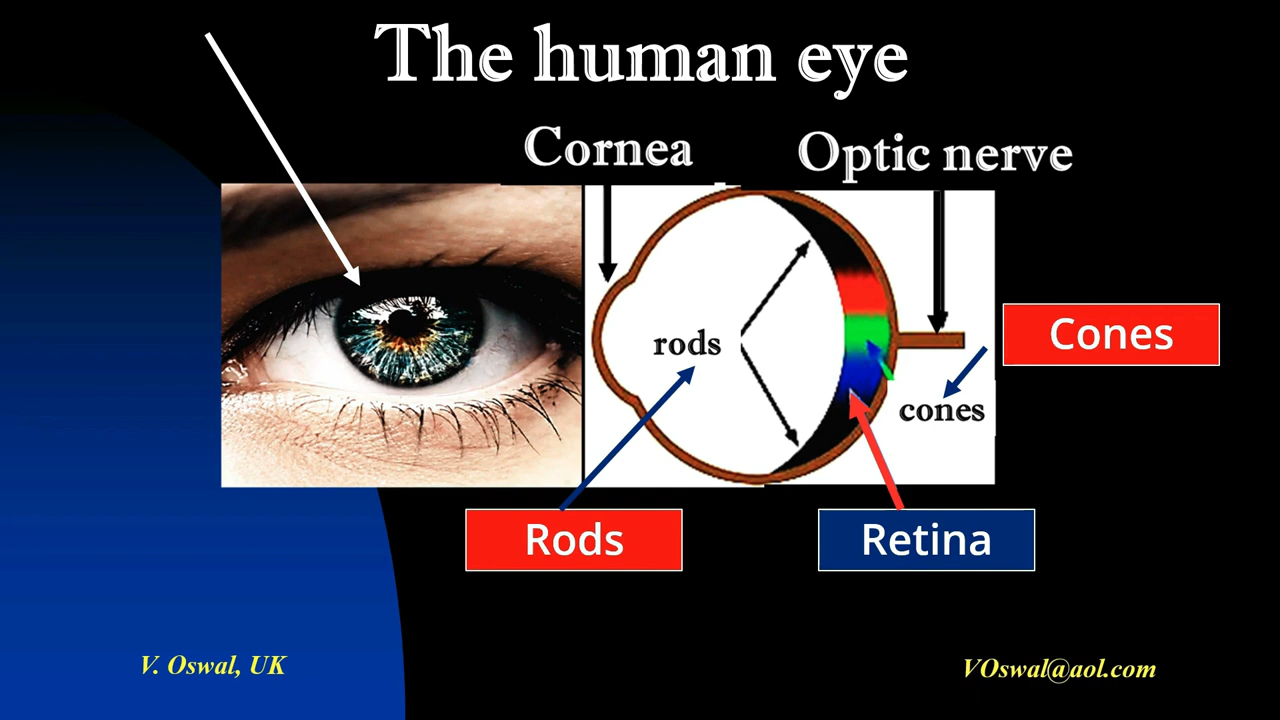 The human eye
Cornea
Optic nerve
rods
Cones
cones
Rods
Retina
V. Oswal, UK
VOswal@aol.com